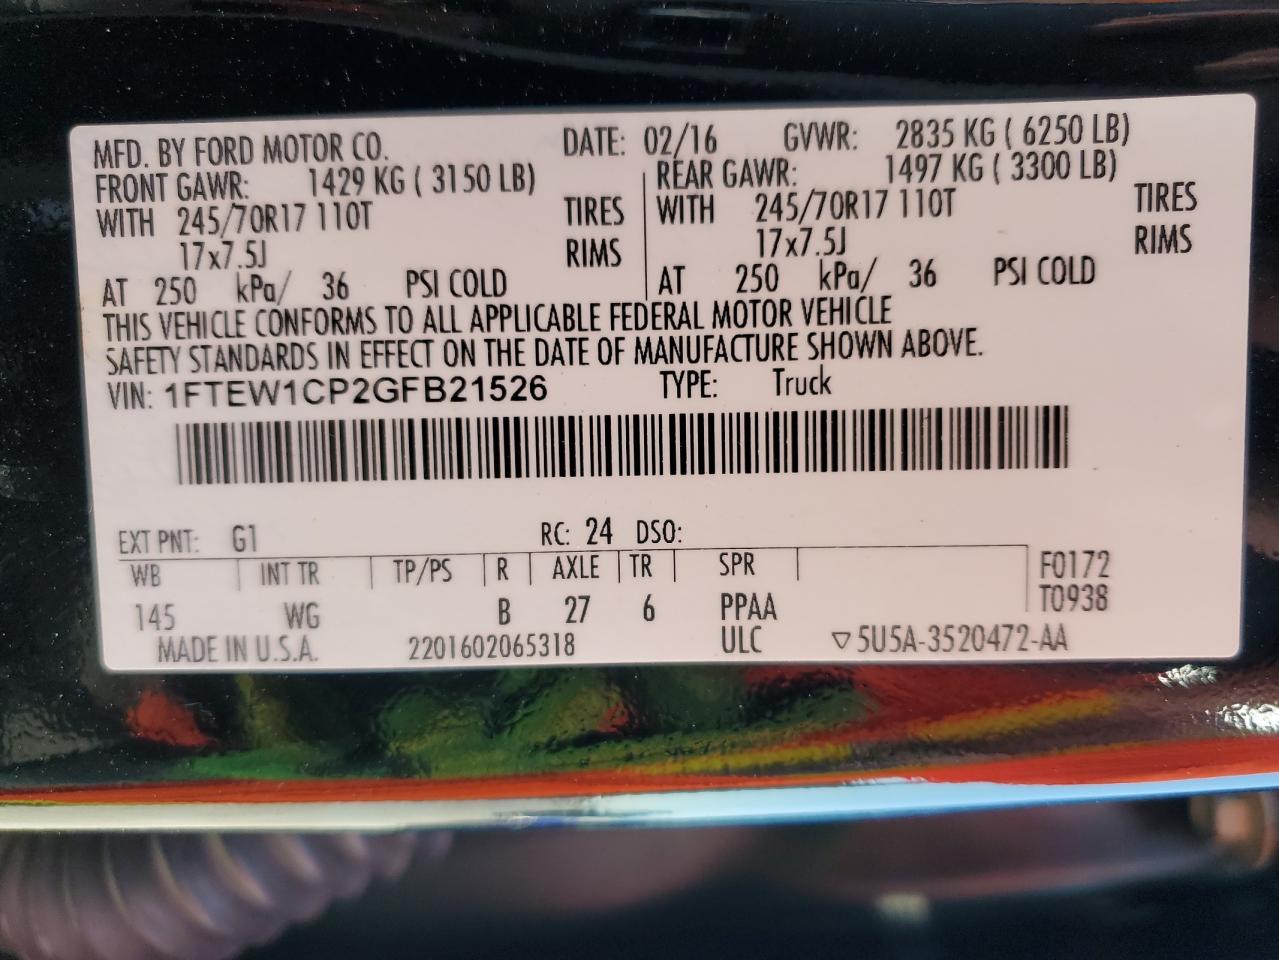 MFD. BY FORD MOTOR CO. DATE: 02/16 GVWR: 2835 KG ( 6250 LB)
FRONT GAWR: 1429 KG ( 3150 LB) REAR GAWR: 1497 KG ( 3300 LB)
WITH 245/70R17 110T TIRES WITH 245/70R17 110T TIRES
17x7.5J RIMS 17x7.5J RIMS
AT 250 kPa/ 36 PSI COLD AT 250 kPa/ 36 PSI COLD
THIS VEHICLE CONFORMS TO ALL APPLICABLE FEDERAL MOTOR VEHICLE
SAFETY STANDARDS IN EFFECT ON THE DATE OF MANUFACTURE SHOWN ABOVE.
VIN: 1FTEW1CP2GFB21526 TYPE: Truck
EXT PNT: G1 RC: 24 DSO:
WB INT TR TP/PS R AXLE TR SPR F0172
145 WG B 27 6 PPAA T0938
MADE IN U.S.A. 2201602065318 ULC ▽5U5A-3520472-AA